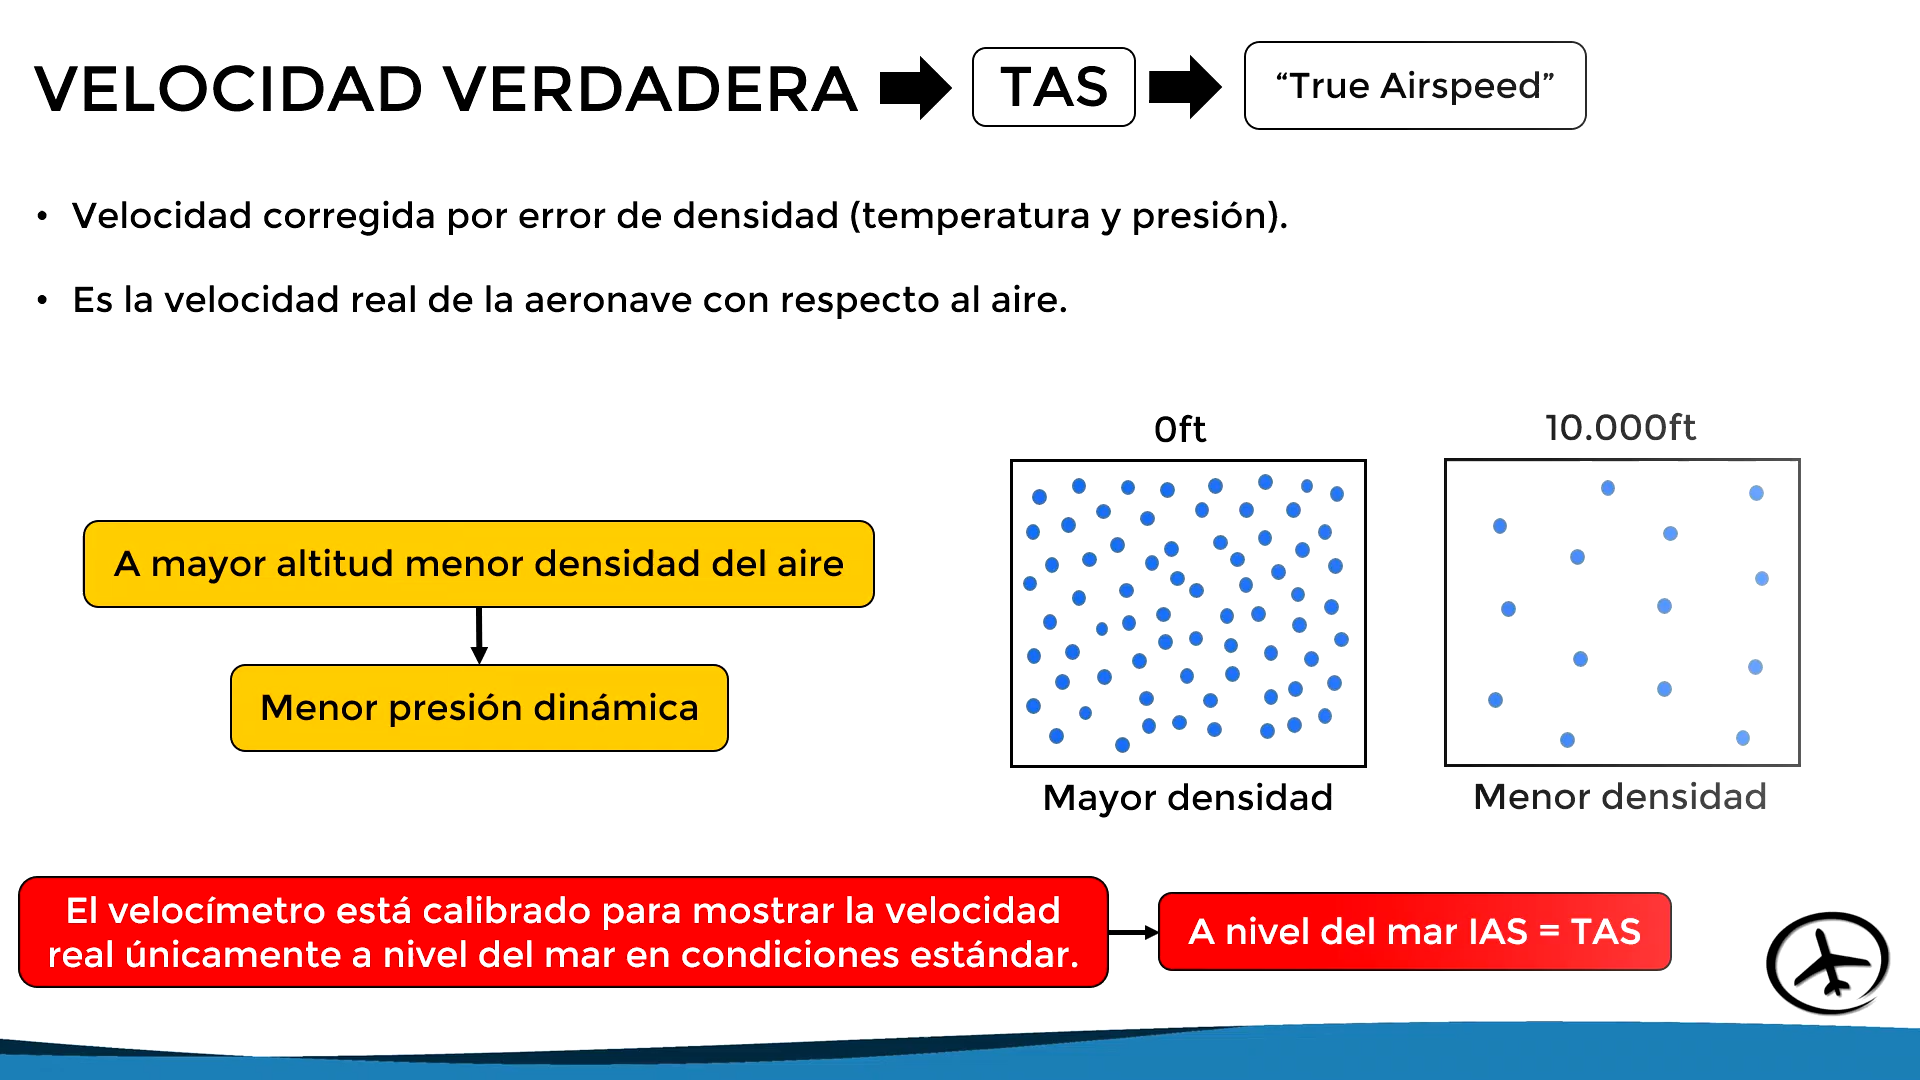 VELOCIDAD VERDADERA
TAS
“True Airspeed”
• Velocidad corregida por error de densidad (temperatura y presión).
• Es la velocidad real de la aeronave con respecto al aire.
0ft
10.000ft
A mayor altitud menor densidad del aire
Menor presión dinámica
Mayor densidad
Menor densidad
El velocímetro está calibrado para mostrar la velocidad
real únicamente a nivel del mar en condiciones estándar.
A nivel del mar IAS = TAS